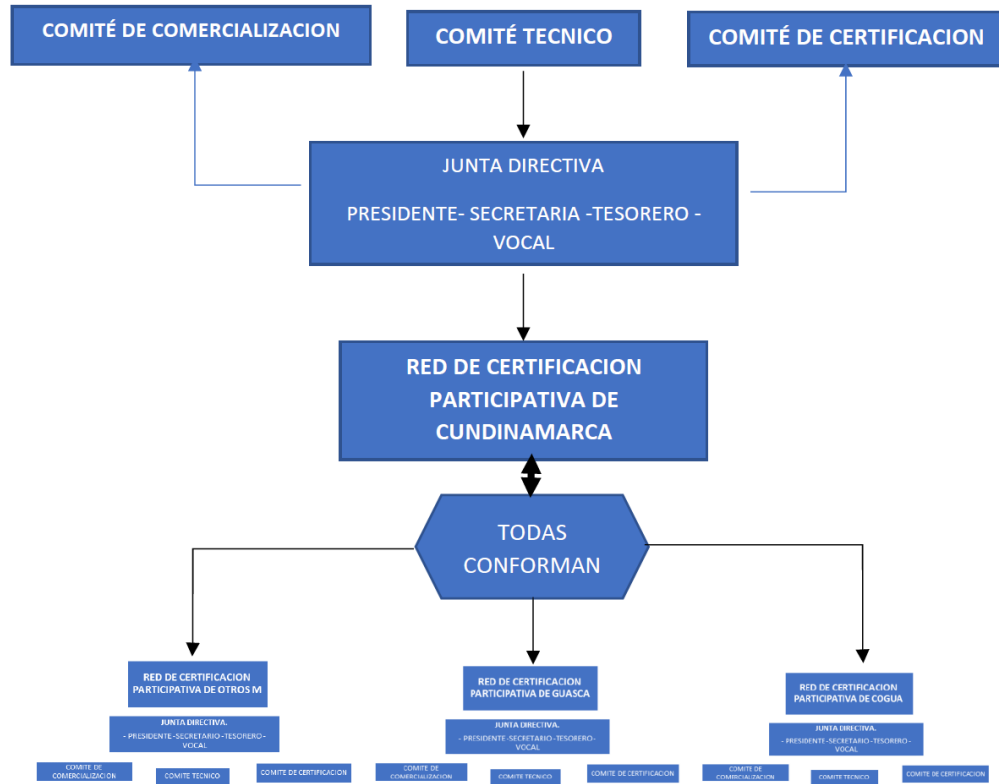 COMITÉ DE COMERCIALIZACION
COMITÉ TECNICO
COMITÉ DE CERTIFICACION
JUNTA DIRECTIVA
PRESIDENTE- SECRETARIA -TESORERO -
VOCAL
RED DE CERTIFICACION
PARTICIPATIVA DE
CUNDINAMARCA
TODAS
CONFORMAN
RED DE CERTIFICACION
PARTICIPATIVA DE OTROS M
RED DE CERTIFICACION
PARTICIPATIVA DE GUASCA
RED DE CERTIFICACION
PARTICIPATIVA DE COGUA
JUNTA DIRECTIVA.
- PRESIDENTE -SECRETARIO -TESORERO -
VOCAL
JUNTA DIRECTIVA.
- PRESIDENTE-SECRETARIO-TESORERO-
VOCAL
JUNTA DIRECTIVA.
- PRESIDENTE-SECRETARIO-TESORERO-
VOCAL
COMITE DE
COMERCIALIZACION
COMITE TECNICO
COMITE DE CERTIFICACION
COMITE DE
COMERCIALIZACION
COMITE TECNICO
COMITE DE CERTIFICACION
COMITE DE
COMERCIALIZACION
COMITE TECNICO
COMITE DE CERTIFICACION